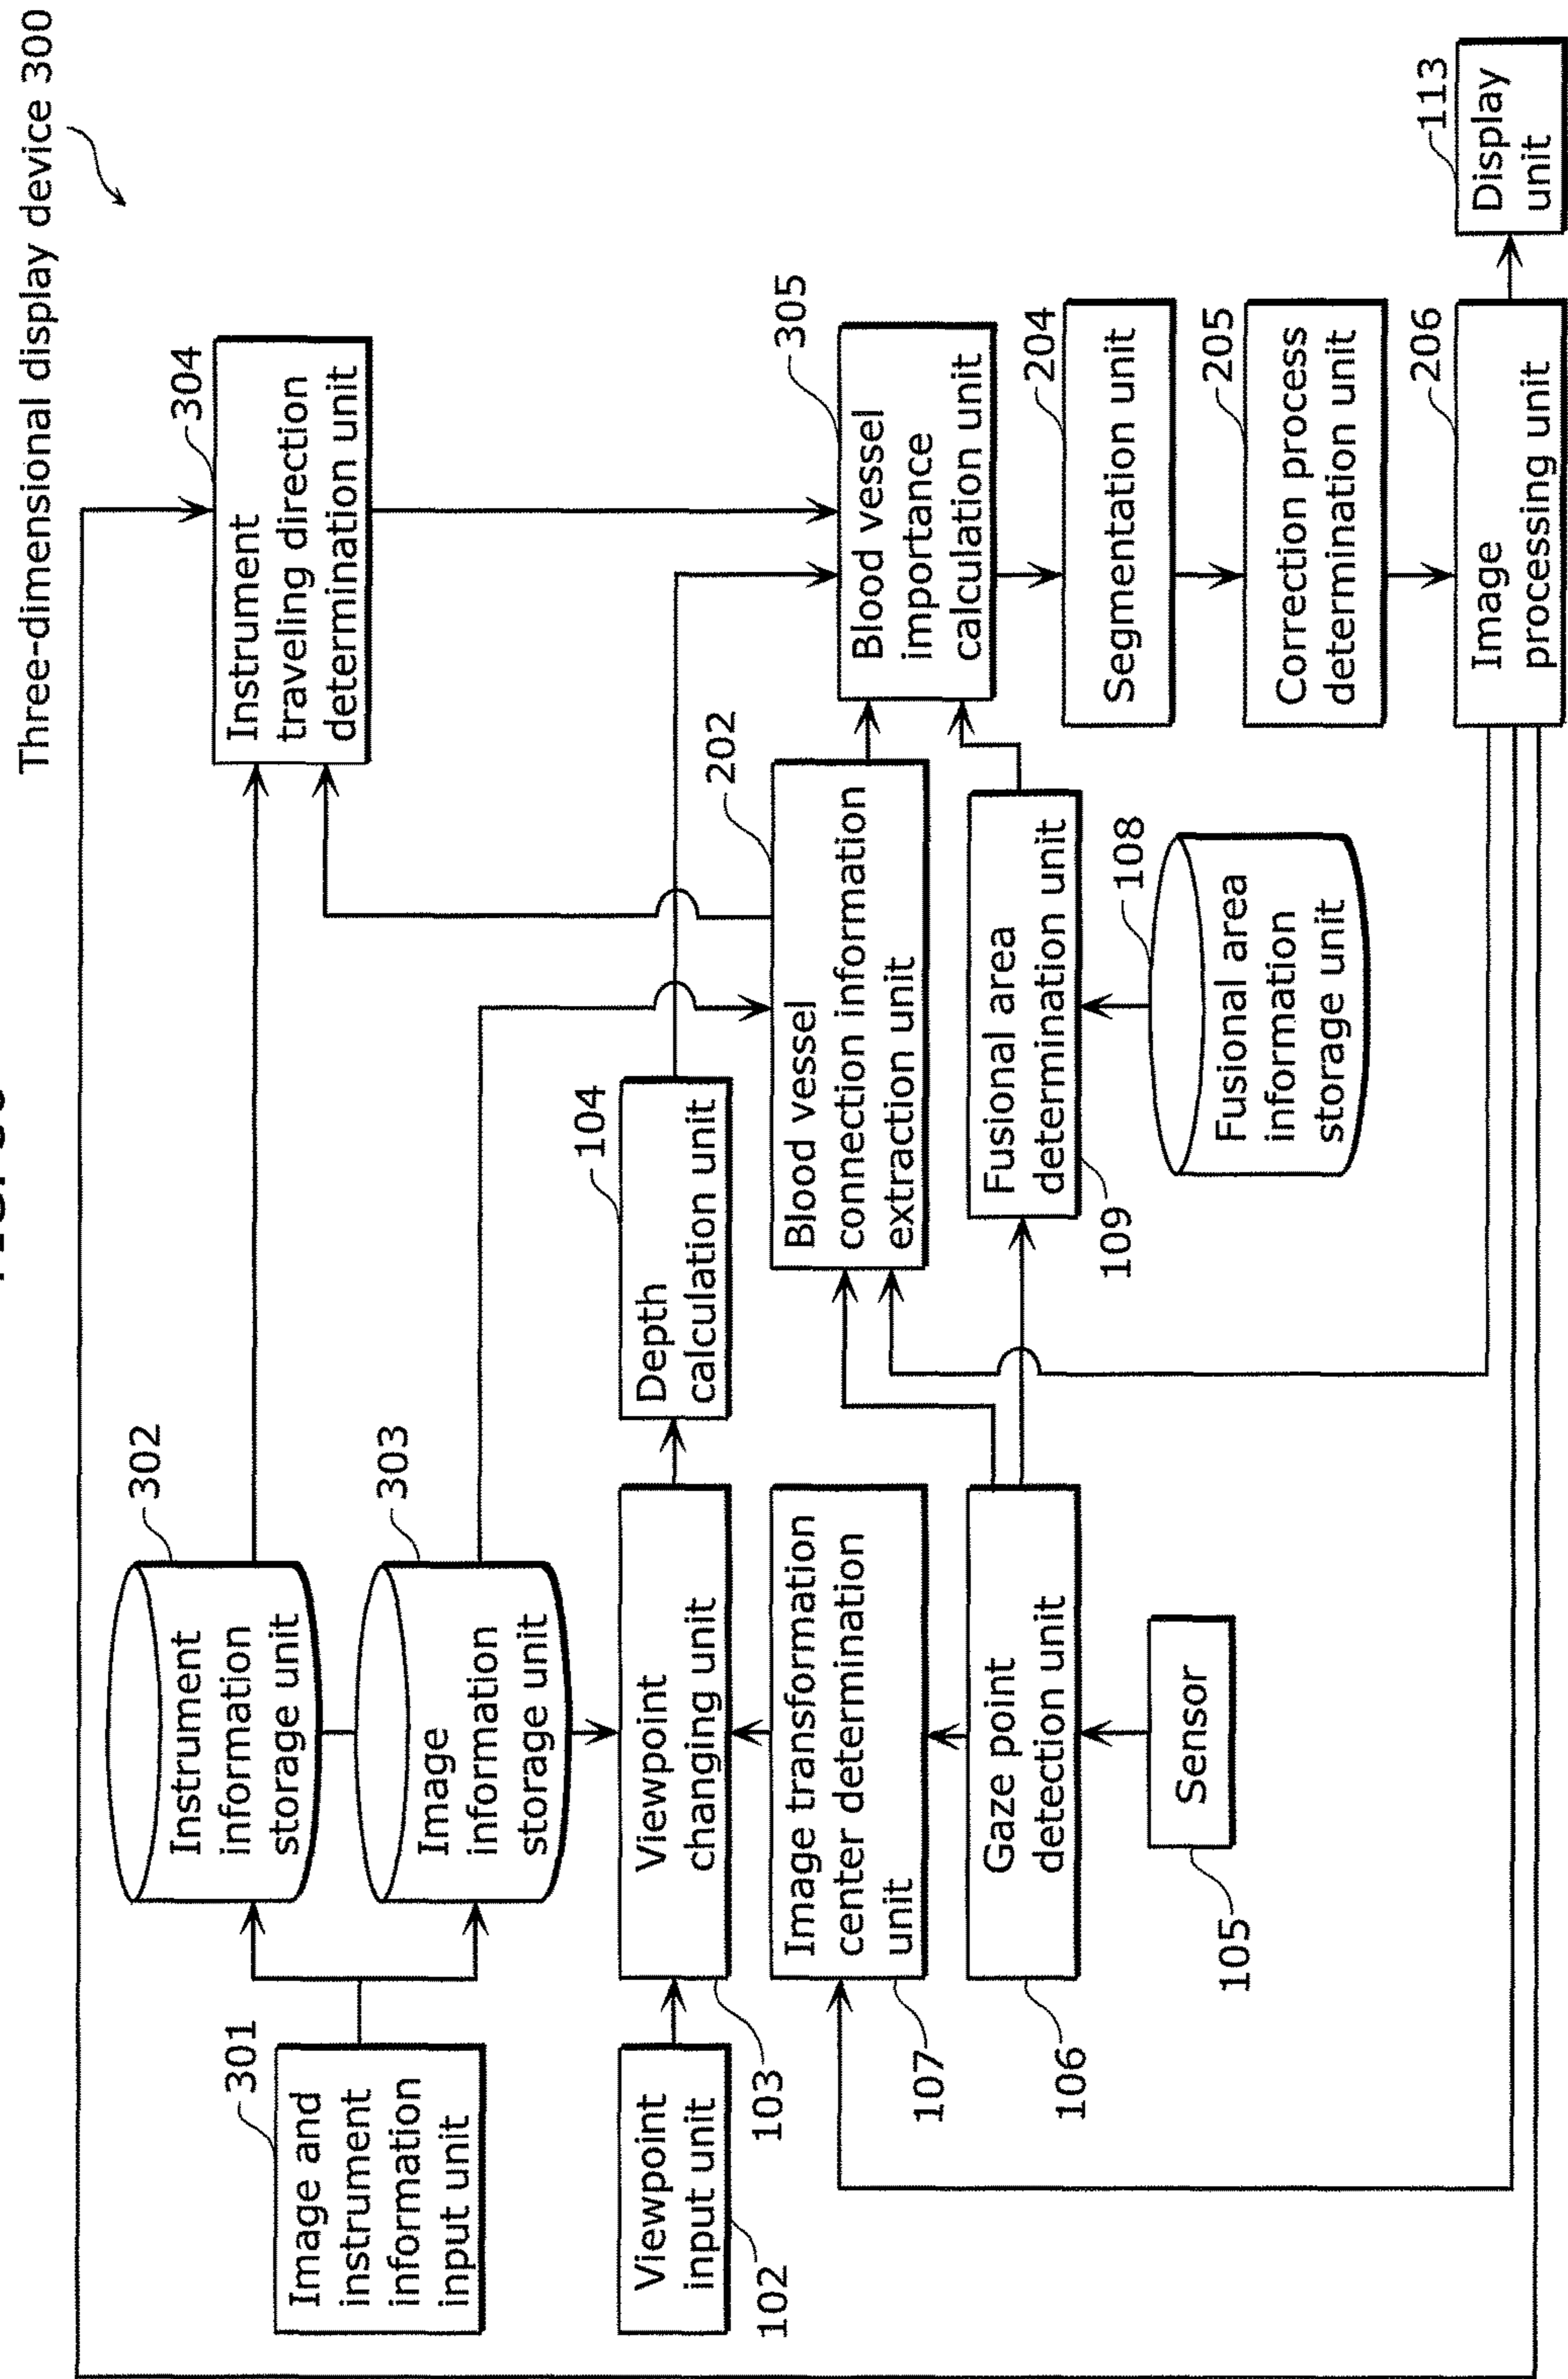 Three-dimensional display device 300
301
Image and
instrument
information
input unit
302
Instrument
information
storage unit
303
Image
information
storage unit
304
Instrument
traveling direction
determination unit
Viewpoint
input unit
102
Viewpoint
changing unit
103
104
Depth
calculation unit
Image transformation
center determination
unit
107
202
Blood vessel
connection information
extraction unit
305
Blood vessel
importance
calculation unit
Gaze point
detection unit
106
Fusional area
determination unit
109
204
Segmentation unit
Sensor
105
108
Fusional area
information
storage unit
205
Correction process
determination unit
206
Image
processing unit
113
Display
unit